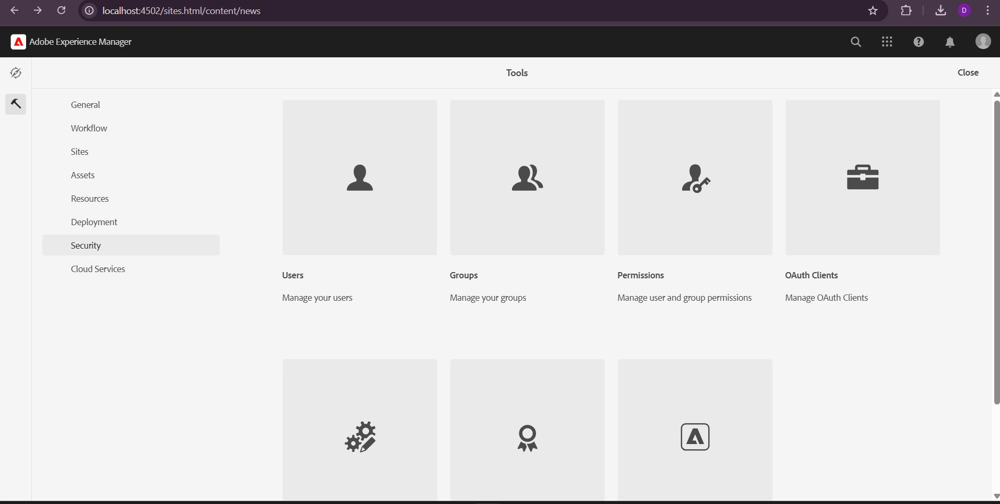 localhost:4502/sites.html/content/news
D
Adobe Experience Manager
Tools
Close
General
Workflow
Sites
Assets
Resources
Deployment
Security
Cloud Services
Users
Manage your users
Groups
Manage your groups
Permissions
Manage user and group permissions
OAuth Clients
Manage OAuth Clients